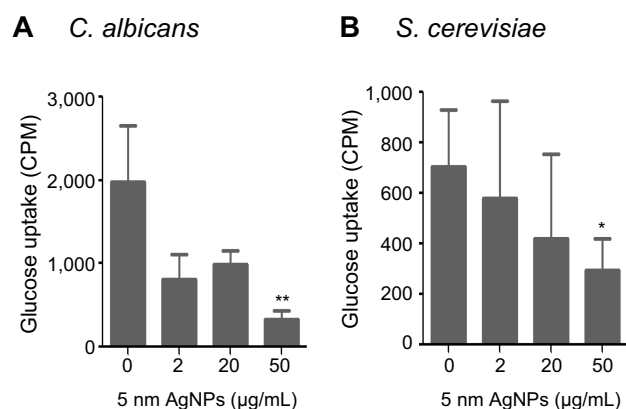 A C. albicans
Glucose uptake (CPM)
3,000
2,000
1,000
0
**
0 2 20 50
5 nm AgNPs (µg/mL)
B S. cerevisiae
Glucose uptake (CPM)
1,000
800
600
400
200
0
*
0 2 20 50
5 nm AgNPs (µg/mL)